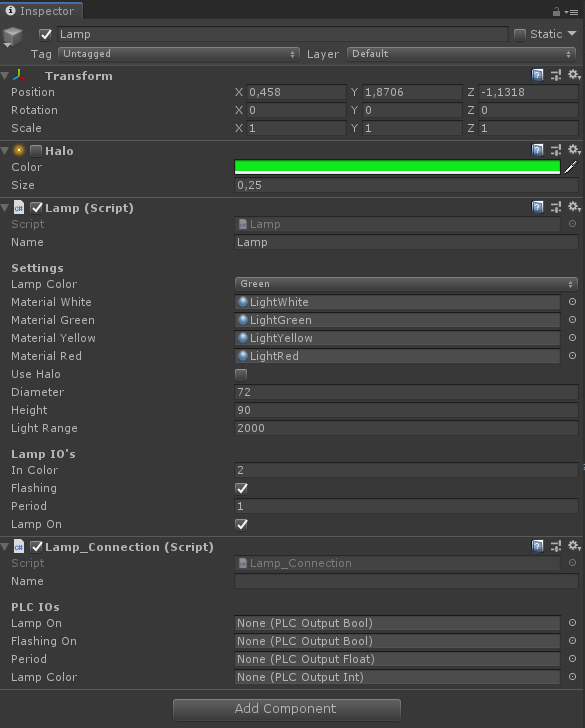 Inspector
Lamp Static
Tag Untagged Layer Default
Transform
Position X 0,458 Y 1,8706 Z -1,1318
Rotation X 0 Y 0 Z 0
Scale X 1 Y 1 Z 1
Halo
Color
Size 0,25
C# Lamp (Script)
Script Lamp
Name Lamp
Settings
Lamp Color Green
Material White LightWhite
Material Green LightGreen
Material Yellow LightYellow
Material Red LightRed
Use Halo
Diameter 72
Height 90
Light Range 2000
Lamp IO's
In Color 2
Flashing
Period 1
Lamp On
C# Lamp_Connection (Script)
Script Lamp_Connection
Name
PLC IOs
Lamp On None (PLC Output Bool)
Flashing On None (PLC Output Bool)
Period None (PLC Output Float)
Lamp Color None (PLC Output Int)
Add Component